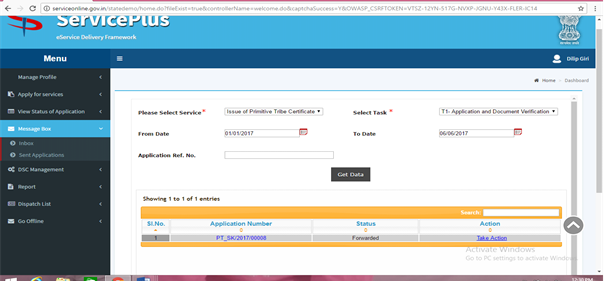 serviceonline.gov.in/statedemo/home.do?fileExist=true&controllerName=welcome.do&captchaSuccess=Y&OWASP_CSRFTOKEN=VTSZ-12YN-517G-NVXP-JGNU-Y43X-FLER-IC14
ServicePlus
eService Delivery Framework
Menu
Dilip Giri
Manage Profile
Home - Dashboard
Apply for services
View Status of Application
Message Box
Inbox
Sent Applications
DSC Management
Report
Dispatch List
Go Offline
Please Select Service* Issue of Primitive Tribe Certificate Select Task * T1- Application and Document Verification
From Date 01/01/2017 To Date 06/06/2017
Application Ref. No.
Get Data
Showing 1 to 1 of 1 entries
Search:
Sl.No. Application Number Status Action
1 PT_SK/2017/00008 Forwarded Take Action
Activate Windows
Go to PC settings to activate Windows.
12:30 PM